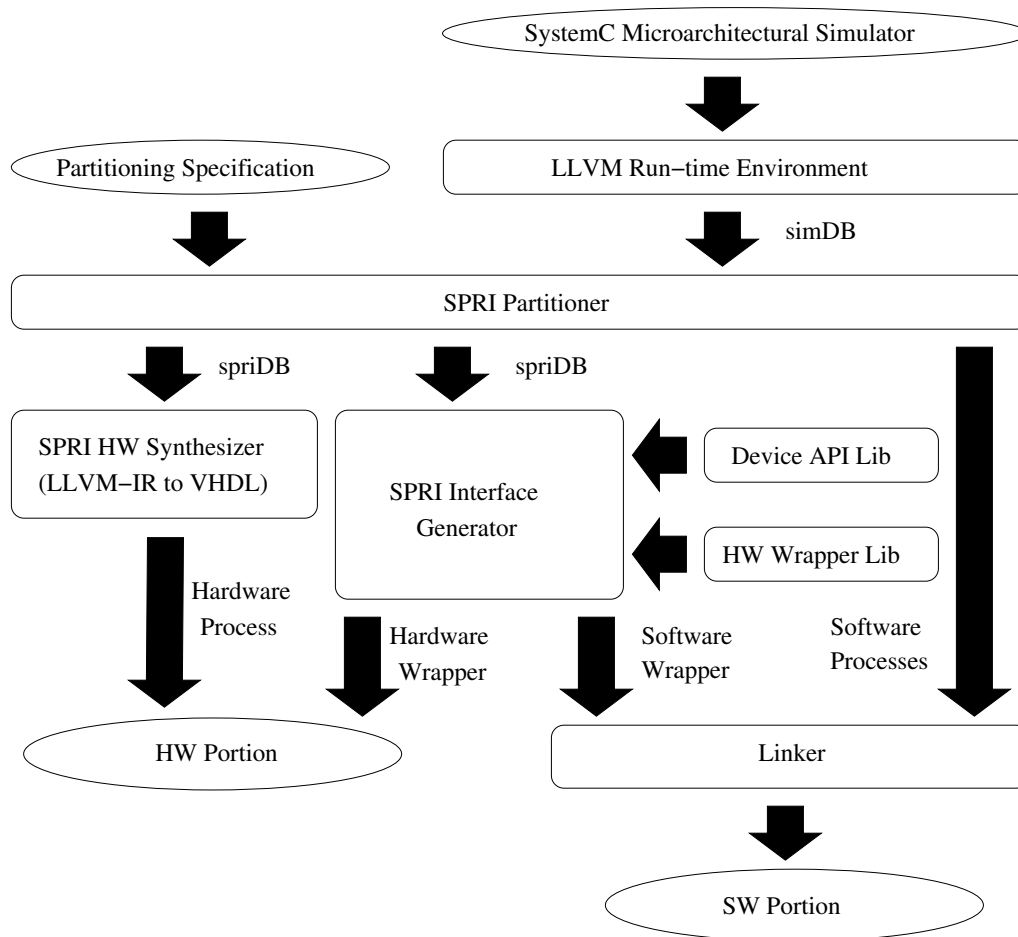 SystemC Microarchitectural Simulator
Partitioning Specification
LLVM Run−time Environment
simDB
SPRI Partitioner
spriDB
spriDB
SPRI HW Synthesizer
(LLVM−IR to VHDL)
SPRI Interface
Generator
Device API Lib
HW Wrapper Lib
Hardware
Process
Hardware
Wrapper
Software
Wrapper
Software
Processes
HW Portion
Linker
SW Portion